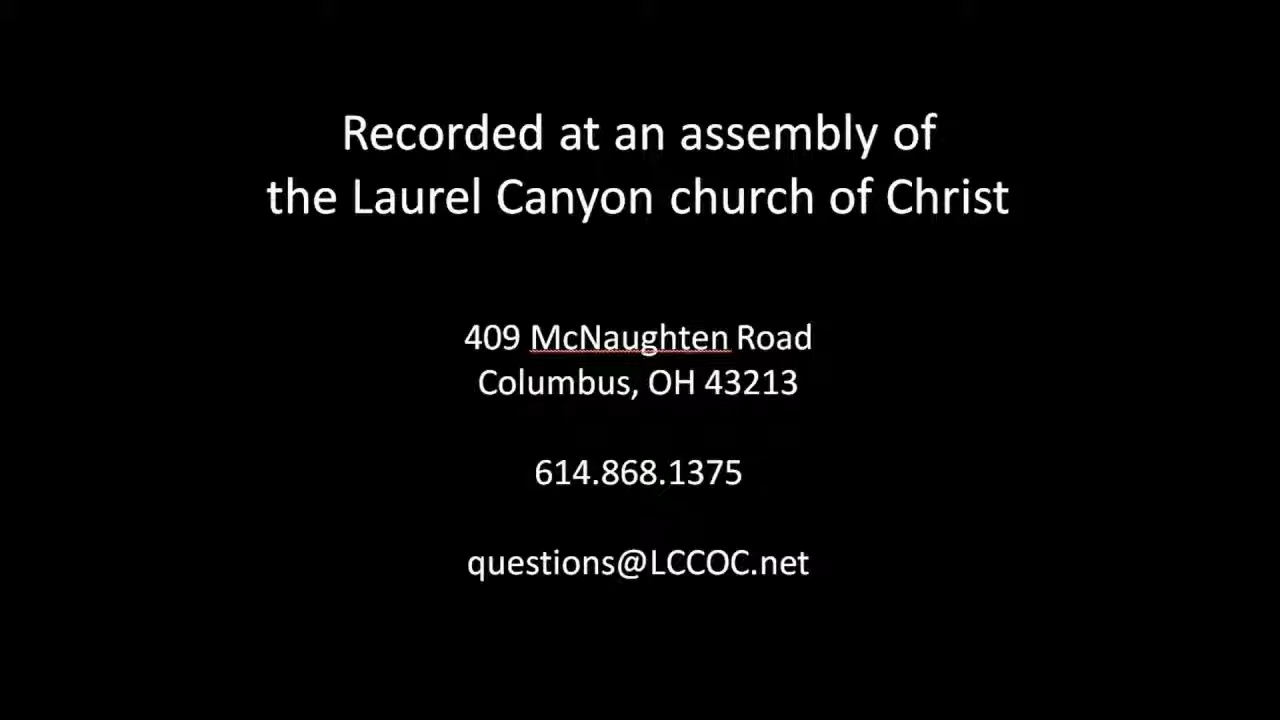 Recorded at an assembly of
the Laurel Canyon church of Christ
409 McNaughten Road
Columbus, OH 43213
614.868.1375
questions@LCCOC.net